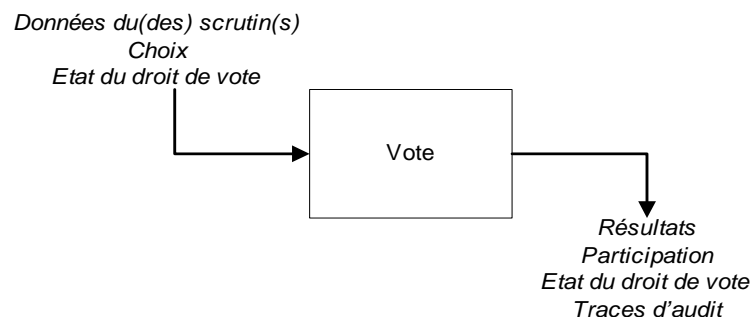 Données du(des) scrutin(s)
Choix
Etat du droit de vote
Vote
Résultats
Participation
Etat du droit de vote
Traces d'audit